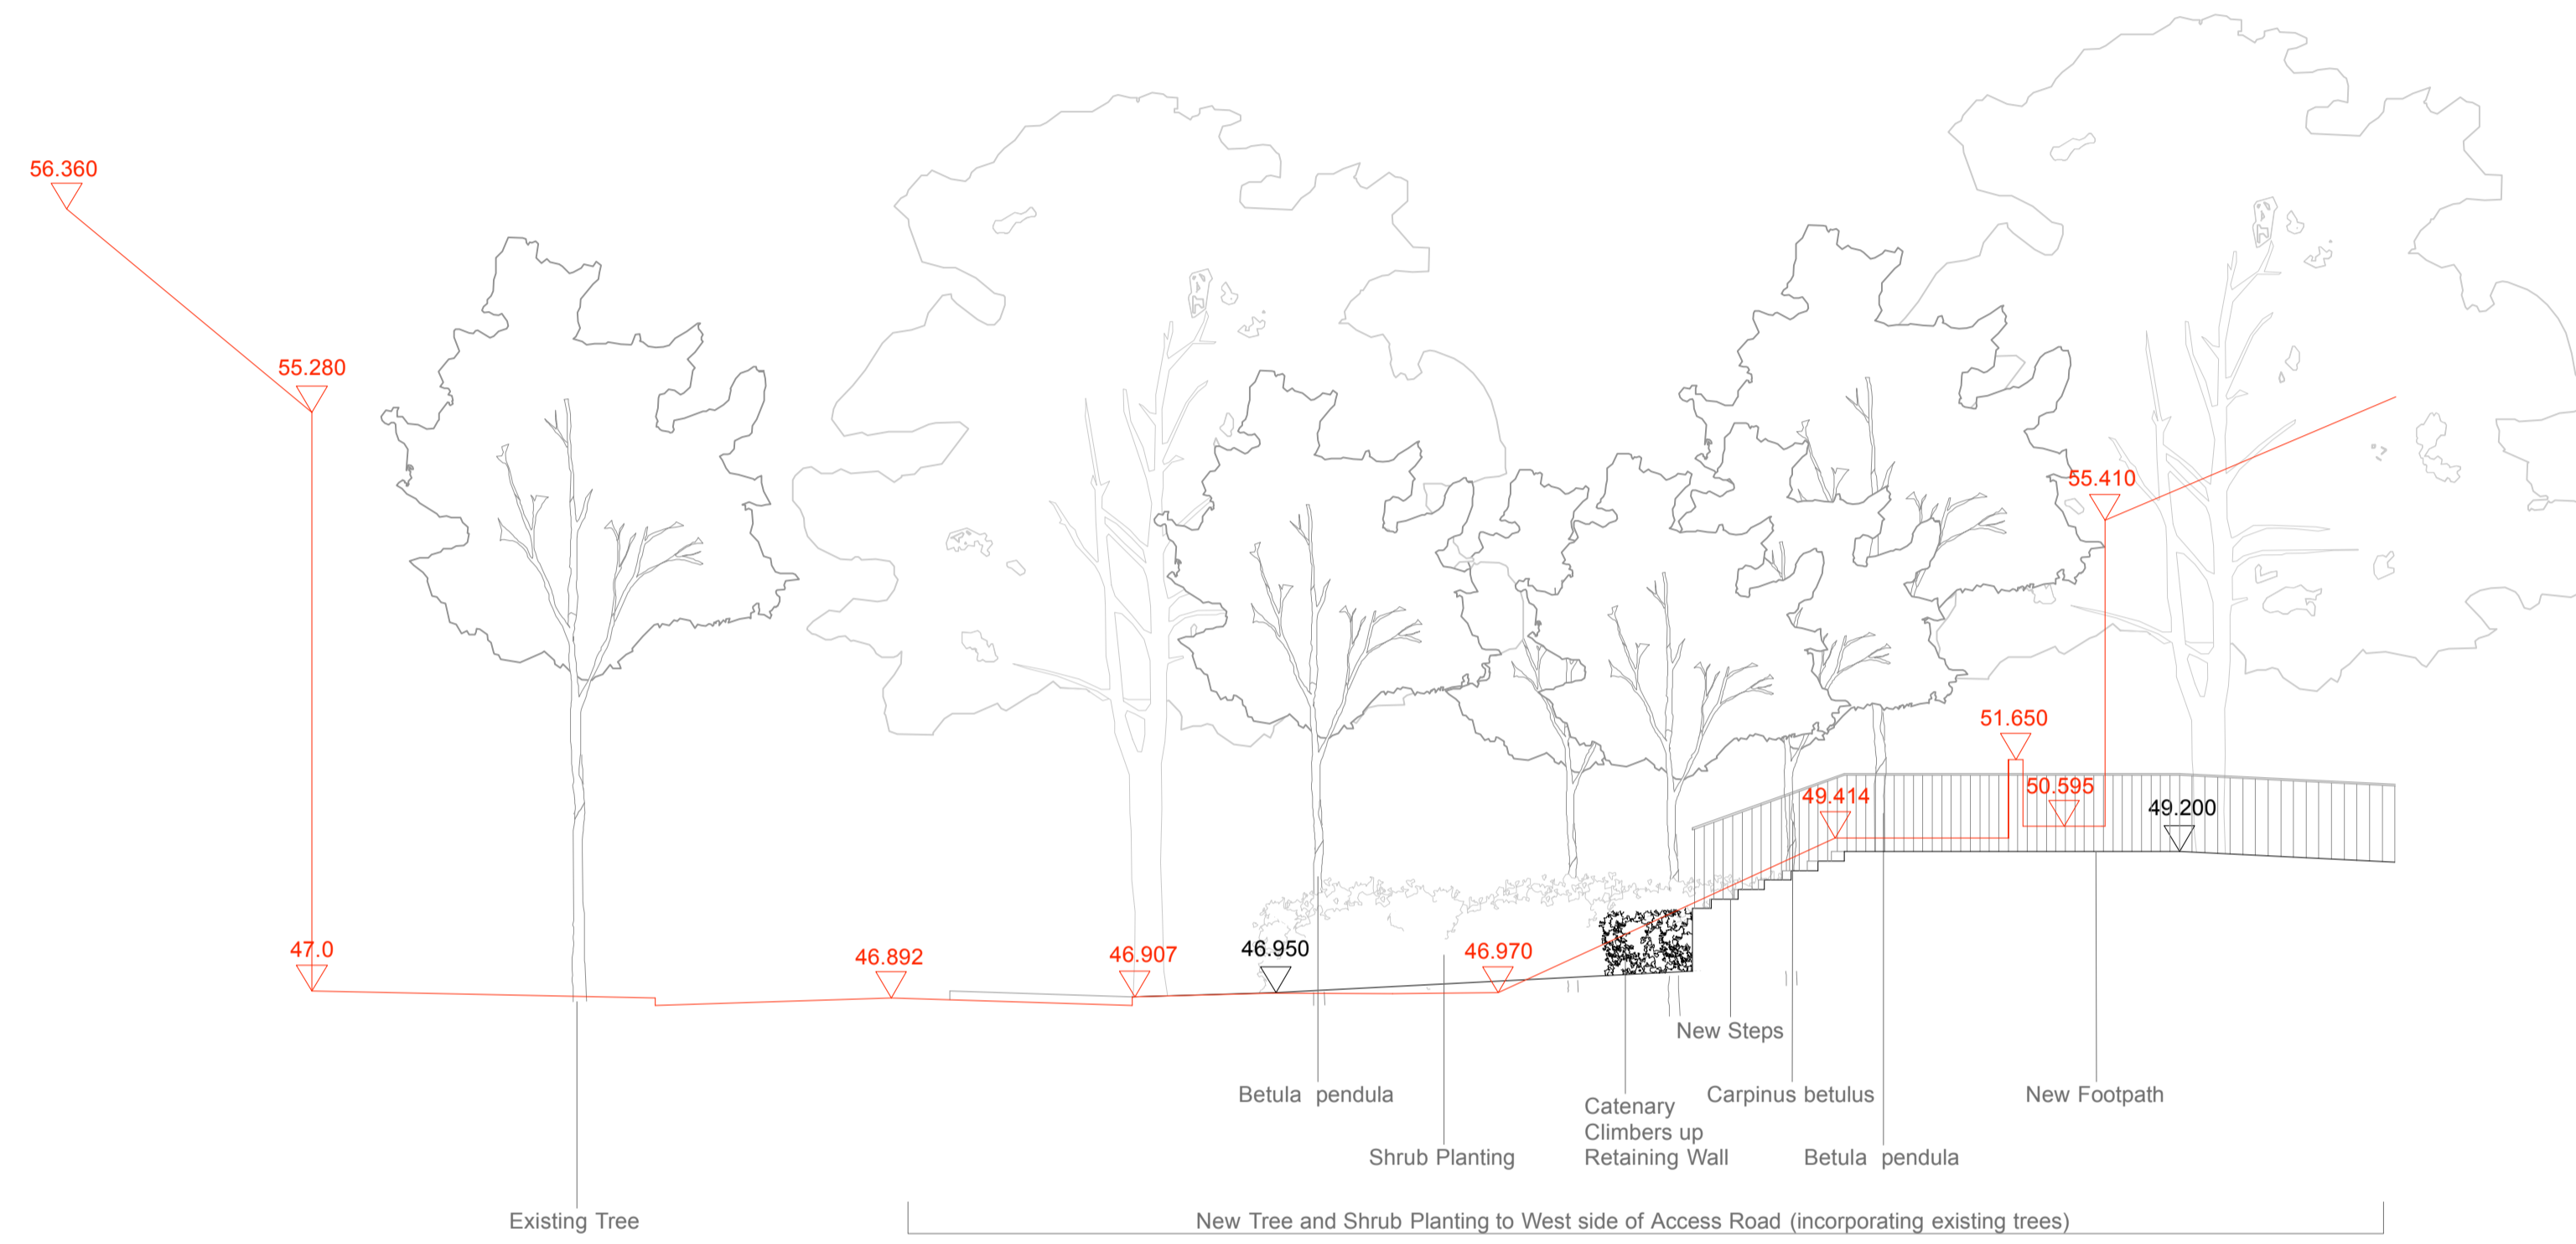 56.360
55.280
55.410
51.650
50.595
49.414
49.200
47.0
46.892
46.907
46.950
46.970
New Steps
Betula pendula
Catenary
Climbers up
Retaining Wall
Carpinus betulus
New Footpath
Shrub Planting
Betula pendula
Existing Tree
New Tree and Shrub Planting to West side of Access Road (incorporating existing trees)